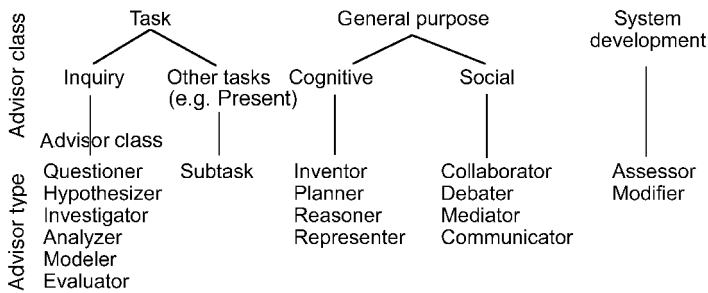 Advisor class
Task
General purpose
System
development
Inquiry
Other tasks
(e.g. Present)
Cognitive
Social
Advisor class
Advisor type
Questioner
Hypothesizer
Investigator
Analyzer
Modeler
Evaluator
Subtask
Inventor
Planner
Reasoner
Representer
Collaborator
Debater
Mediator
Communicator
Assessor
Modifier